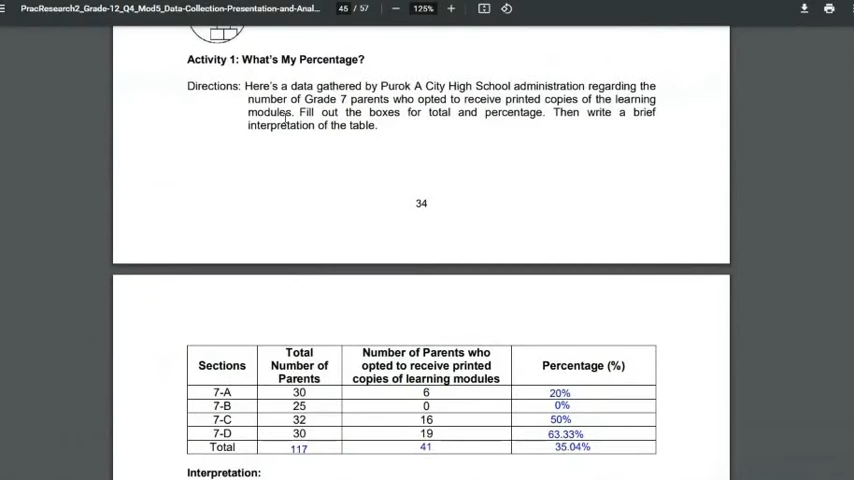 PracResearch2_Grade-12_Q4_Mod5_Data-Collection-Presentation-and-Anal... 45 / 57 125%
Activity 1: What's My Percentage?
Directions: Here's a data gathered by Purok A City High School administration regarding the
number of Grade 7 parents who opted to receive printed copies of the learning
modules. Fill out the boxes for total and percentage. Then write a brief
interpretation of the table.
34
Sections Total Number of Parents Number of Parents who opted to receive printed copies of learning modules Percentage (%)
7-A 30 6 20%
7-B 25 0 0%
7-C 32 16 50%
7-D 30 19 63.33%
Total 117 41 35.04%
Interpretation: